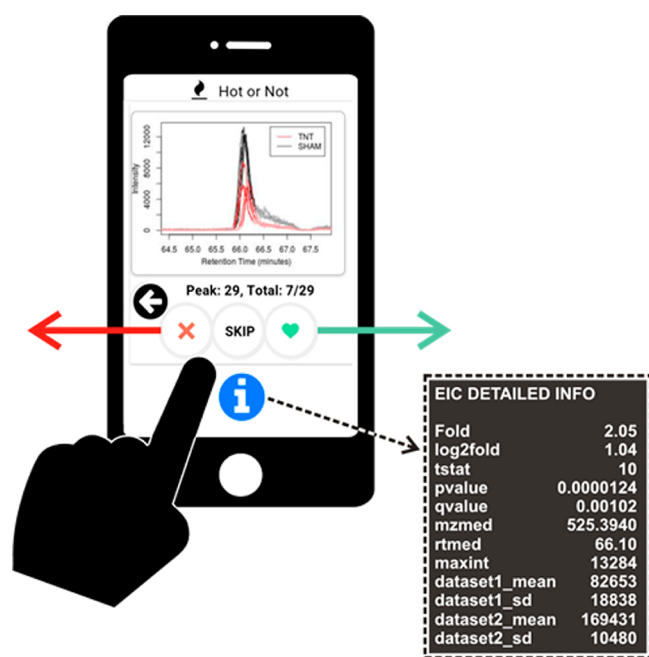 Hot or Not
TNT
SHAM
Intensity
12000
8000
4000
0
64.5 65.0 65.5 66.0 66.5 67.0 67.5
Retention Time (minutes)
Peak: 29, Total: 7/29
SKIP
i
EIC DETAILED INFO
Fold 2.05
log2fold 1.04
tstat 10
pvalue 0.0000124
qvalue 0.00102
mzmed 525.3940
rtmed 66.10
maxint 13284
dataset1_mean 82653
dataset1_sd 18838
dataset2_mean 169431
dataset2_sd 10480